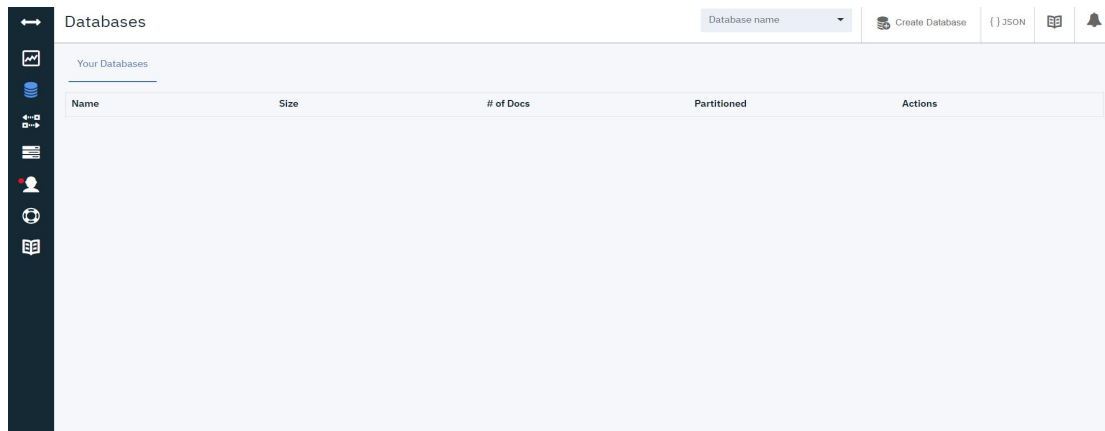 Databases
Database name
Create Database
{ } JSON
Your Databases
Name Size # of Docs Partitioned Actions